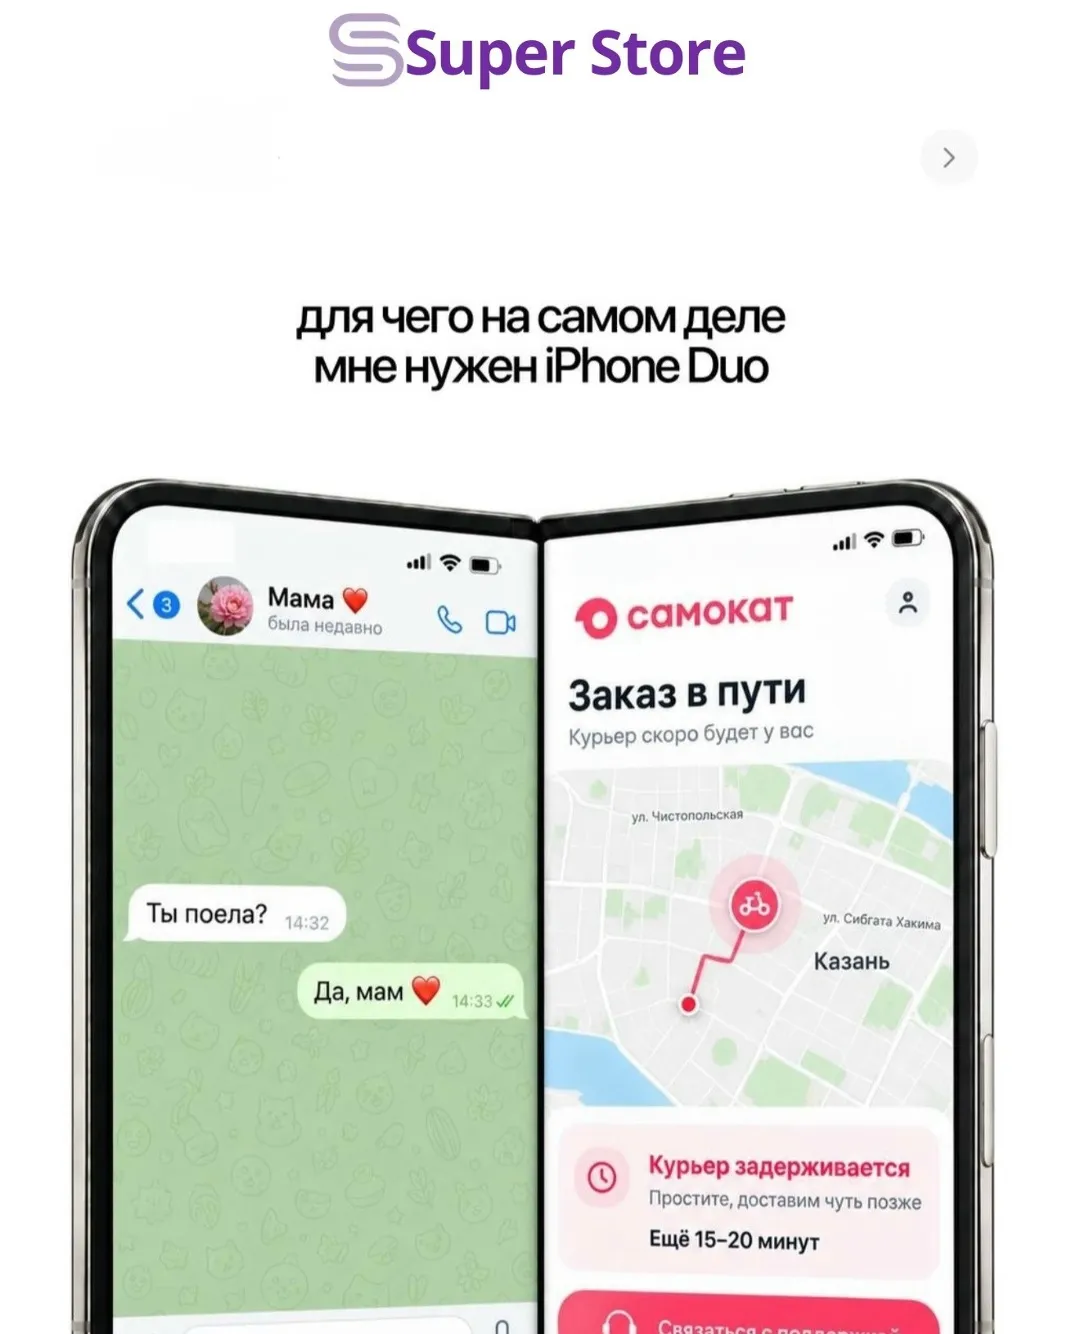 Super Store
для чего на самом деле
мне нужен iPhone Duo
3
Мама ❤️
была недавно
Ты поела? 14:32
Да, мам ❤️ 14:33
самокат
Заказ в пути
Курьер скоро будет у вас
ул. Чистопольская
ул. Сибгата Хакима
Казань
Курьер задерживается
Простите, доставим чуть позже
Ещё 15–20 минут
Связаться с поддержкой